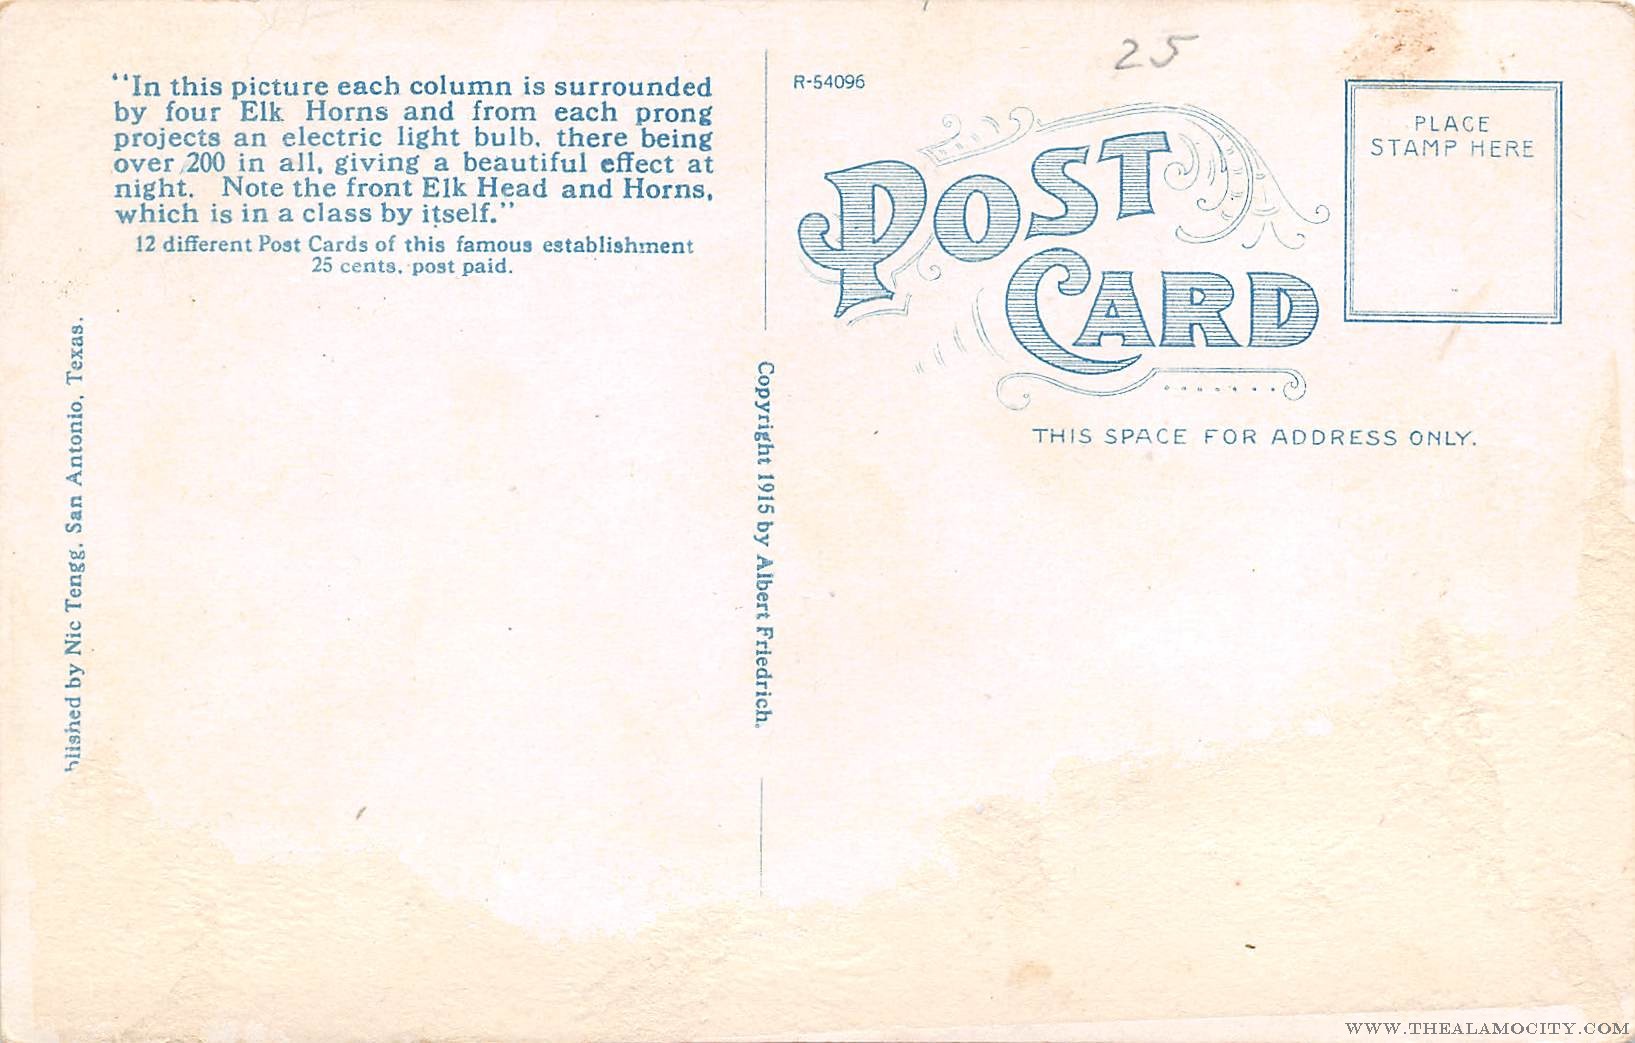 25
"In this picture each column is surrounded
by four Elk Horns and from each prong
projects an electric light bulb, there being
over 200 in all, giving a beautiful effect at
night. Note the front Elk Head and Horns,
which is in a class by itself."
12 different Post Cards of this famous establishment
25 cents, post paid.
blished by Nic Tengg, San Antonio, Texas.
Copyright 1915 by Albert Friedrich.
R-54096
POST
CARD
PLACE
STAMP HERE
THIS SPACE FOR ADDRESS ONLY.
WWW.THEALAMOCITY.COM